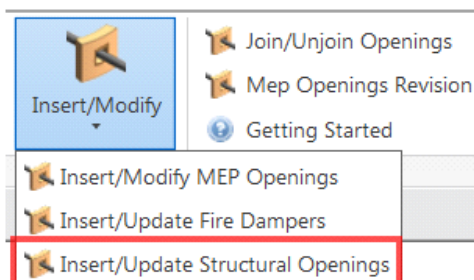 Insert/Modify
Join/Unjoin Openings
Mep Openings Revision
Getting Started
Insert/Modify MEP Openings
Insert/Update Fire Dampers
Insert/Update Structural Openings